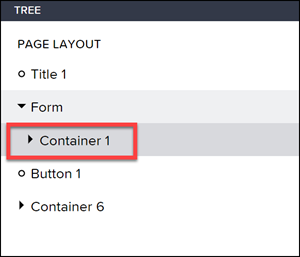 TREE
PAGE LAYOUT
Title 1
Form
Container 1
Button 1
Container 6